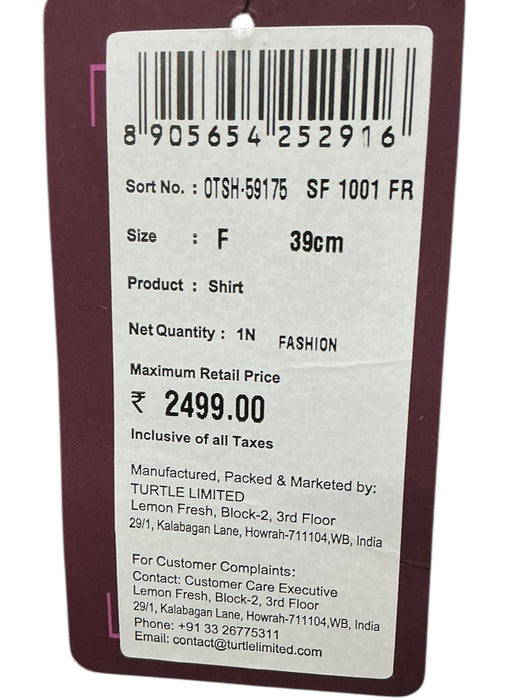 8 905654 252916
Sort No. : OTSH-59175 SF 1001 FR
Size : F 39cm
Product : Shirt
Net Quantity : 1N FASHION
Maximum Retail Price
₹ 2499.00
Inclusive of all Taxes
Manufactured, Packed & Marketed by:
TURTLE LIMITED
Lemon Fresh, Block-2, 3rd Floor
29/1, Kalabagan Lane, Howrah-711104,WB, India
For Customer Complaints:
Contact: Customer Care Executive
Lemon Fresh, Block-2, 3rd Floor
29/1, Kalabagan Lane, Howrah-711104,WB, India
Phone: +91 33 26775311
Email: contact@turtlelimited.com